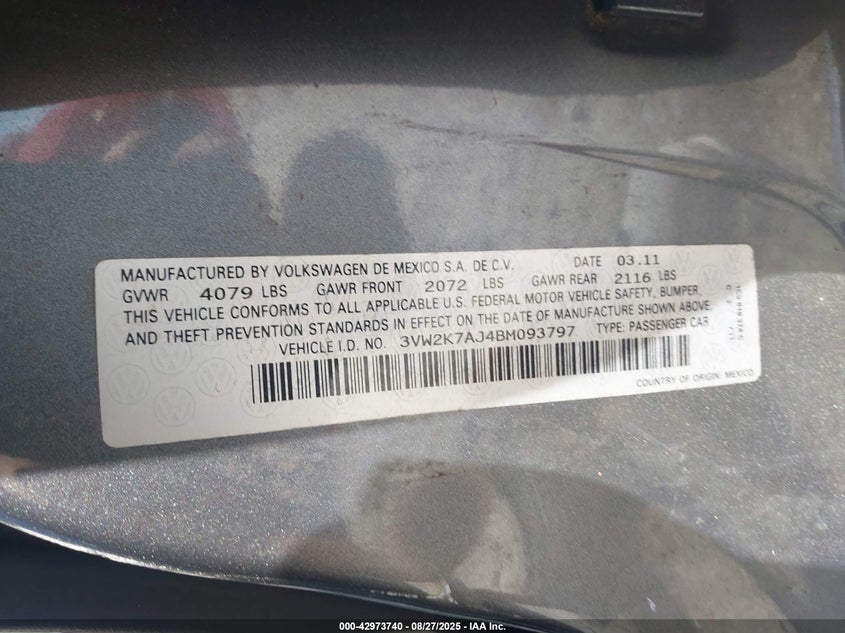 MANUFACTURED BY VOLKSWAGEN DE MEXICO S.A. DE C.V. DATE 03.11
GVWR 4079 LBS GAWR FRONT 2072 LBS GAWR REAR 2116 LBS
THIS VEHICLE CONFORMS TO ALL APPLICABLE U.S. FEDERAL MOTOR VEHICLE SAFETY, BUMPER,
AND THEFT PREVENTION STANDARDS IN EFFECT ON THE DATE OF MANUFACTURE SHOWN ABOVE.
VEHICLE I.D. NO. 3VW2K7AJ4BM093797 TYPE: PASSENGER CAR
COUNTRY OF ORIGIN: MEXICO
000-42973740 - 08/27/2025 - IAA Inc.